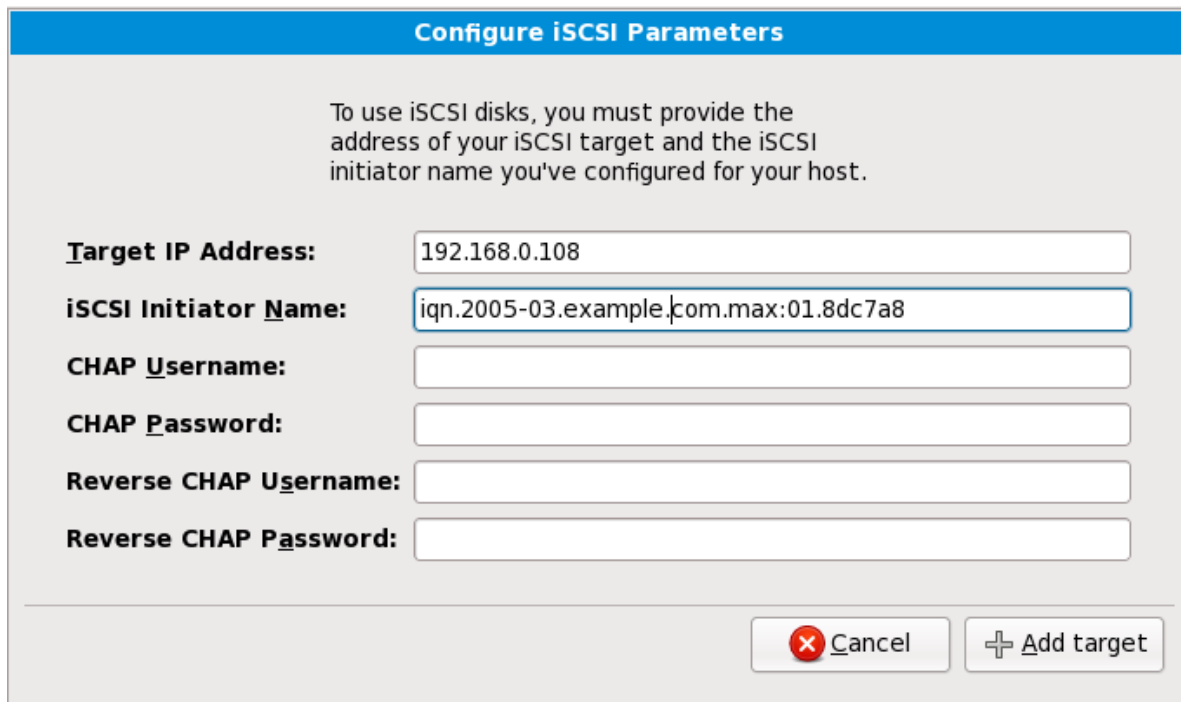 Configure iSCSI Parameters
To use iSCSI disks, you must provide the
address of your iSCSI target and the iSCSI
initiator name you've configured for your host.
Target IP Address: 192.168.0.108
iSCSI Initiator Name: iqn.2005-03.example.com.max:01.8dc7a8
CHAP Username:
CHAP Password:
Reverse CHAP Username:
Reverse CHAP Password:
Cancel Add target